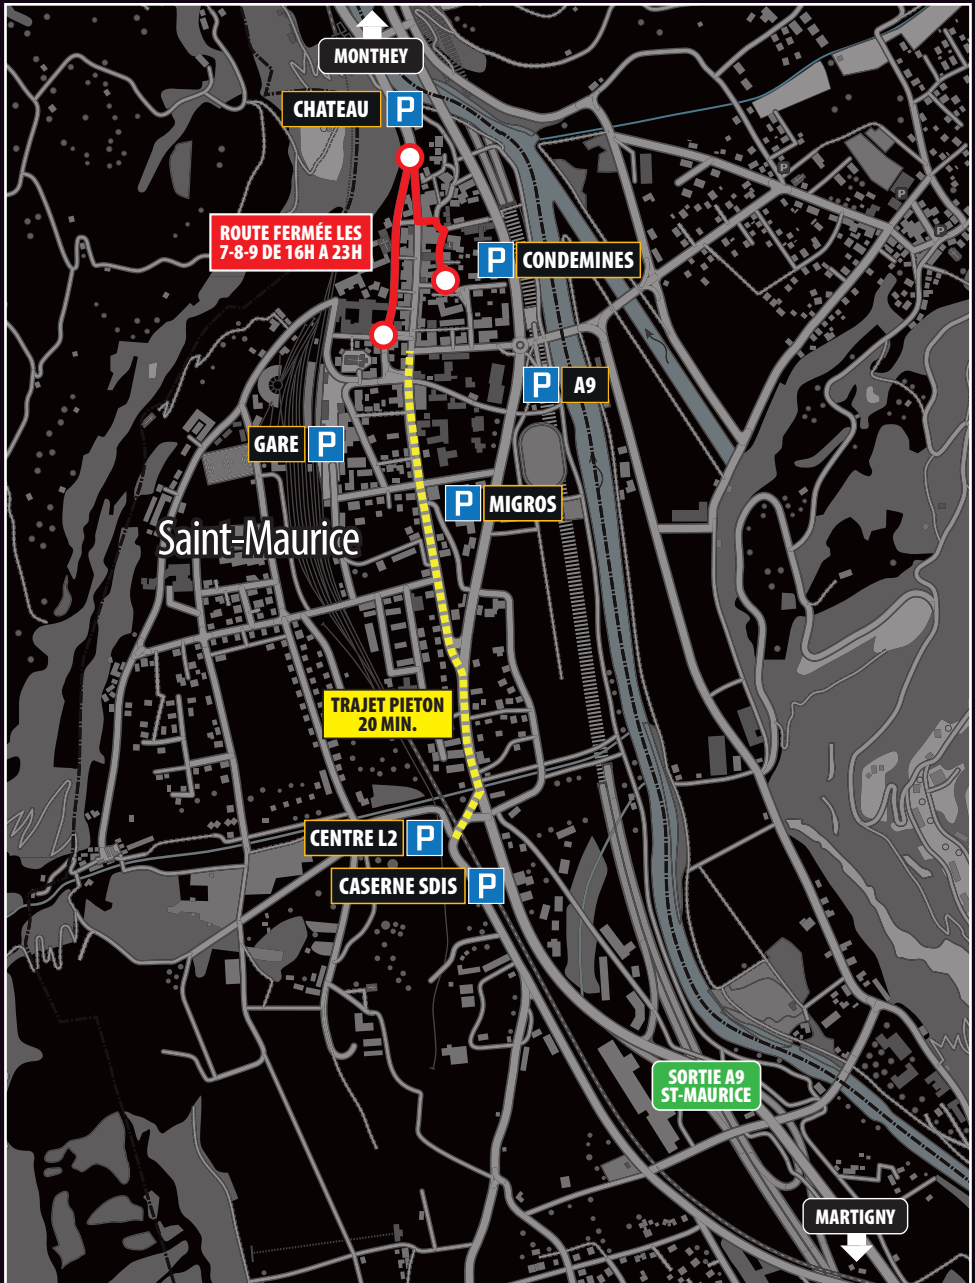 MONTHEY
CHATEAU P
P
P
P
ROUTE FERMÉE LES
7-8-9 DE 16H A 23H
P CONDEMINES
P A9
GARE P
P MIGROS
Saint-Maurice
TRAJET PIETON
20 MIN.
CENTRE L2 P
CASERNE SDIS P
SORTIE A9
ST-MAURICE
MARTIGNY